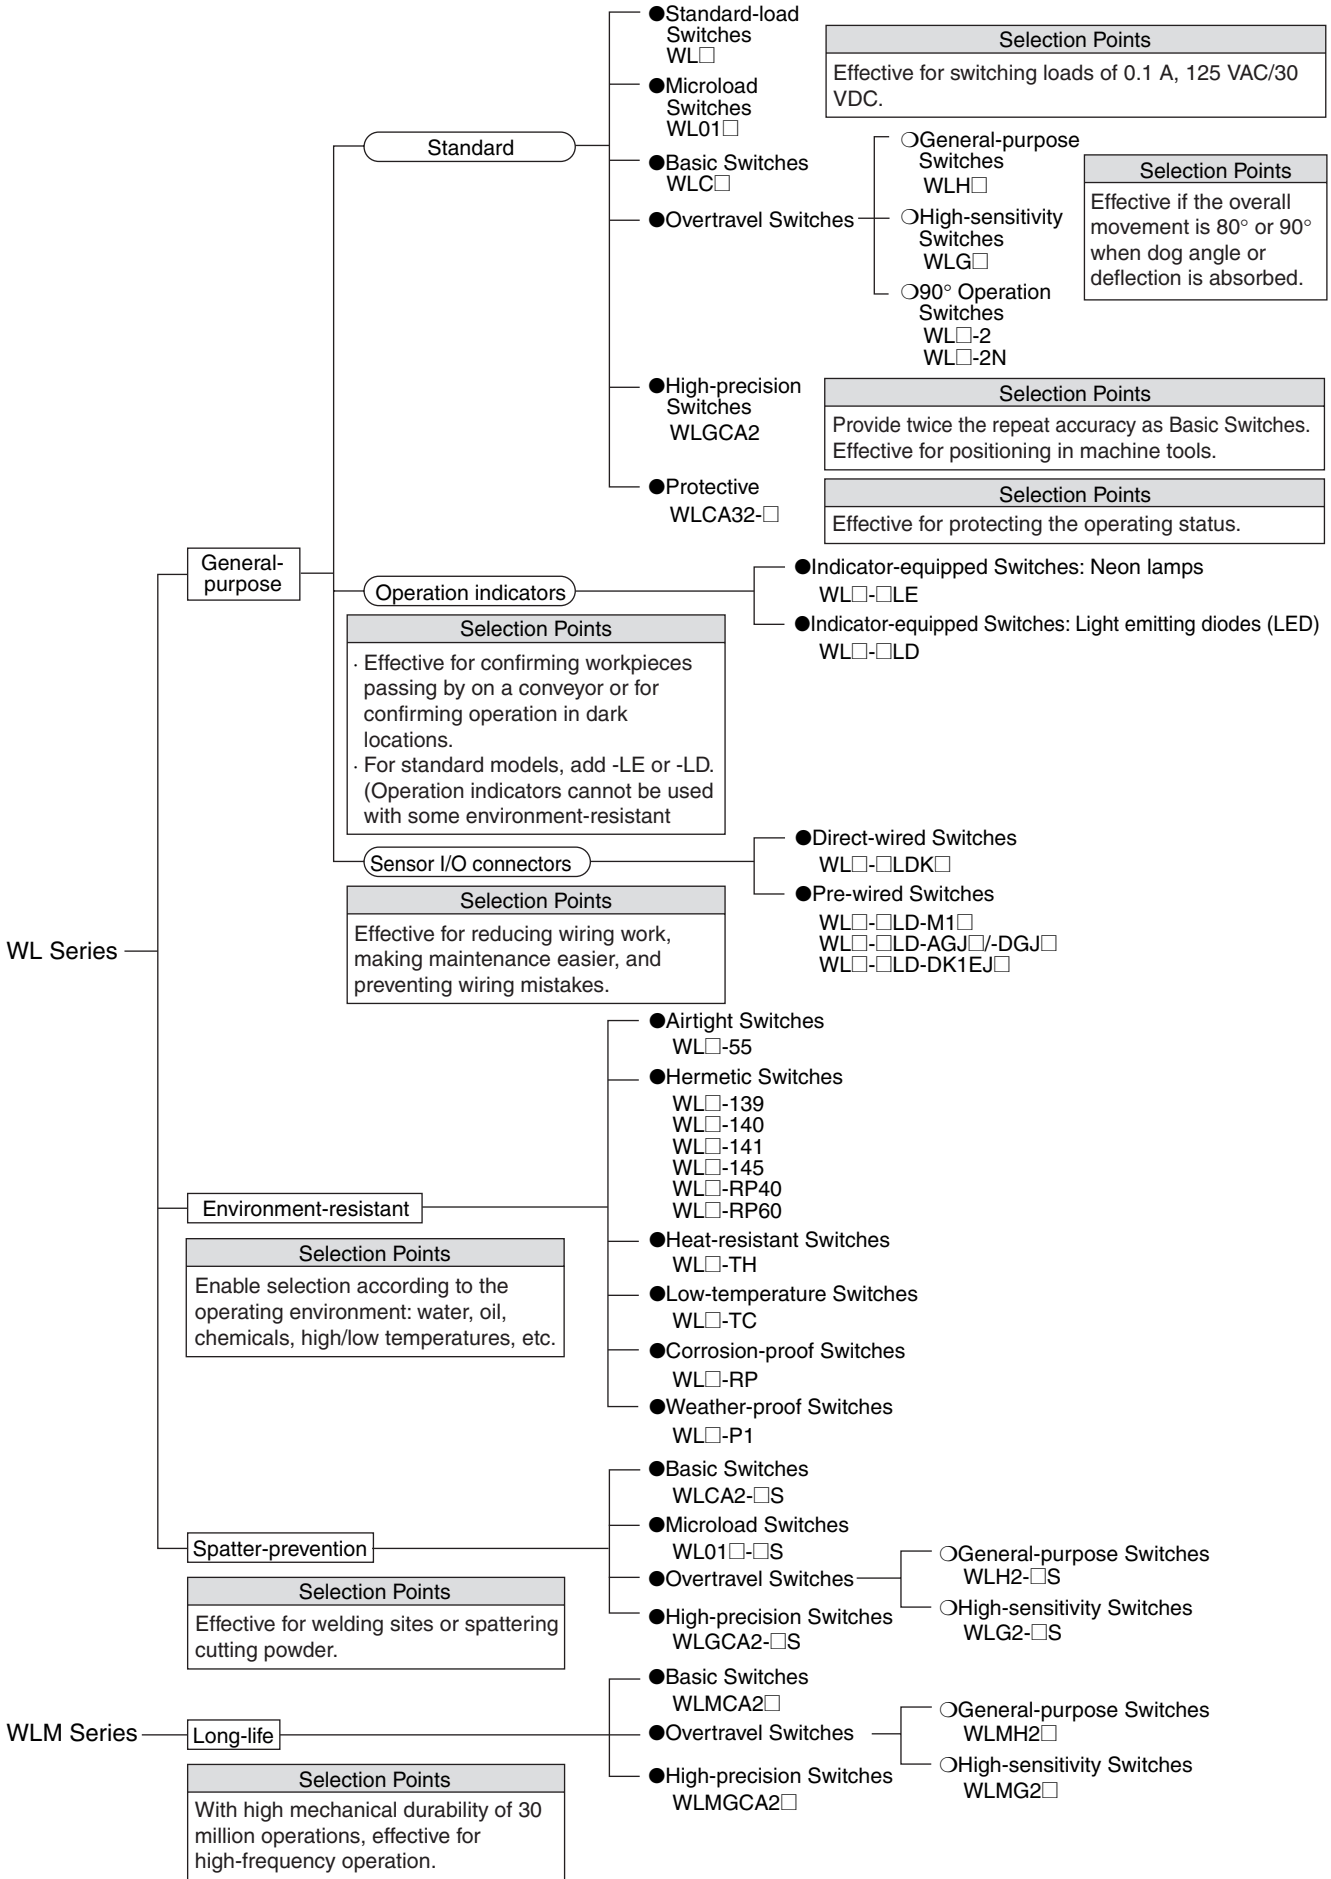 ●Standard-load
Switches
WL□
●Microload
Switches
WL01□
Selection Points
Effective for switching loads of 0.1 A, 125 VAC/30
VDC.
Standard
●Basic Switches
WLC□
●Overtravel Switches
❍General-purpose
Switches
WLH□
❍High-sensitivity
Switches
WLG□
❍90° Operation
Switches
WL□-2
WL□-2N
Selection Points
Effective if the overall
movement is 80° or 90°
when dog angle or
deflection is absorbed.
●High-precision
Switches
WLGCA2
Selection Points
Provide twice the repeat accuracy as Basic Switches.
Effective for positioning in machine tools.
●Protective
WLCA32-□
Selection Points
Effective for protecting the operating status.
General-
purpose
Operation indicators
●Indicator-equipped Switches: Neon lamps
WL□-□LE
●Indicator-equipped Switches: Light emitting diodes (LED)
WL□-□LD
Selection Points
· Effective for confirming workpieces
passing by on a conveyor or for
confirming operation in dark
locations.
· For standard models, add -LE or -LD.
(Operation indicators cannot be used
with some environment-resistant
Sensor I/O connectors
●Direct-wired Switches
WL□-□LDK□
●Pre-wired Switches
WL□-□LD-M1□
WL□-□LD-AGJ□/-DGJ□
WL□-□LD-DK1EJ□
Selection Points
Effective for reducing wiring work,
making maintenance easier, and
preventing wiring mistakes.
WL Series
●Airtight Switches
WL□-55
●Hermetic Switches
WL□-139
WL□-140
WL□-141
WL□-145
WL□-RP40
WL□-RP60
Environment-resistant
Selection Points
Enable selection according to the
operating environment: water, oil,
chemicals, high/low temperatures, etc.
●Heat-resistant Switches
WL□-TH
●Low-temperature Switches
WL□-TC
●Corrosion-proof Switches
WL□-RP
●Weather-proof Switches
WL□-P1
●Basic Switches
WLCA2-□S
●Microload Switches
WL01□-□S
Spatter-prevention
●Overtravel Switches
❍General-purpose Switches
WLH2-□S
❍High-sensitivity Switches
WLG2-□S
●High-precision Switches
WLGCA2-□S
Selection Points
Effective for welding sites or spattering
cutting powder.
●Basic Switches
WLMCA2□
WLM Series
Long-life
●Overtravel Switches
❍General-purpose Switches
WLMH2□
❍High-sensitivity Switches
WLMG2□
●High-precision Switches
WLMGCA2□
Selection Points
With high mechanical durability of 30
million operations, effective for
high-frequency operation.